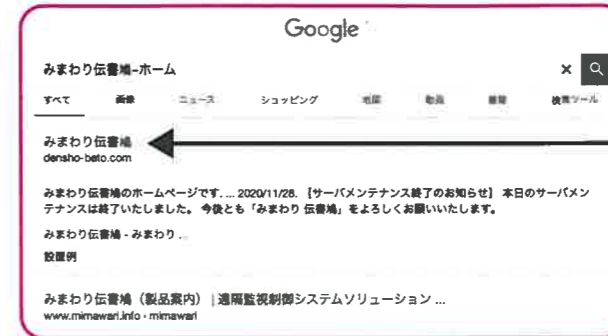 Google
みまわり伝書鳩-ホーム ×
すべて 画像 ニュース ショッピング 地図 動画 書籍 検索ツール
みまわり伝書鳩
densho-bato.com
みまわり伝書鳩のホームページです. ... 2020/11/28. 【サーバメンテナンス終了のお知らせ】 本日のサーバメン
テナンスは終了いたしました。 今後とも「みまわり 伝書鳩」をよろしくお願いいたします。
みまわり伝書鳩 - みまわり ...
設置例
みまわり伝書鳩（製品案内） | 遠隔監視制御システムソリューション ...
www.mimawari.info › mimawari